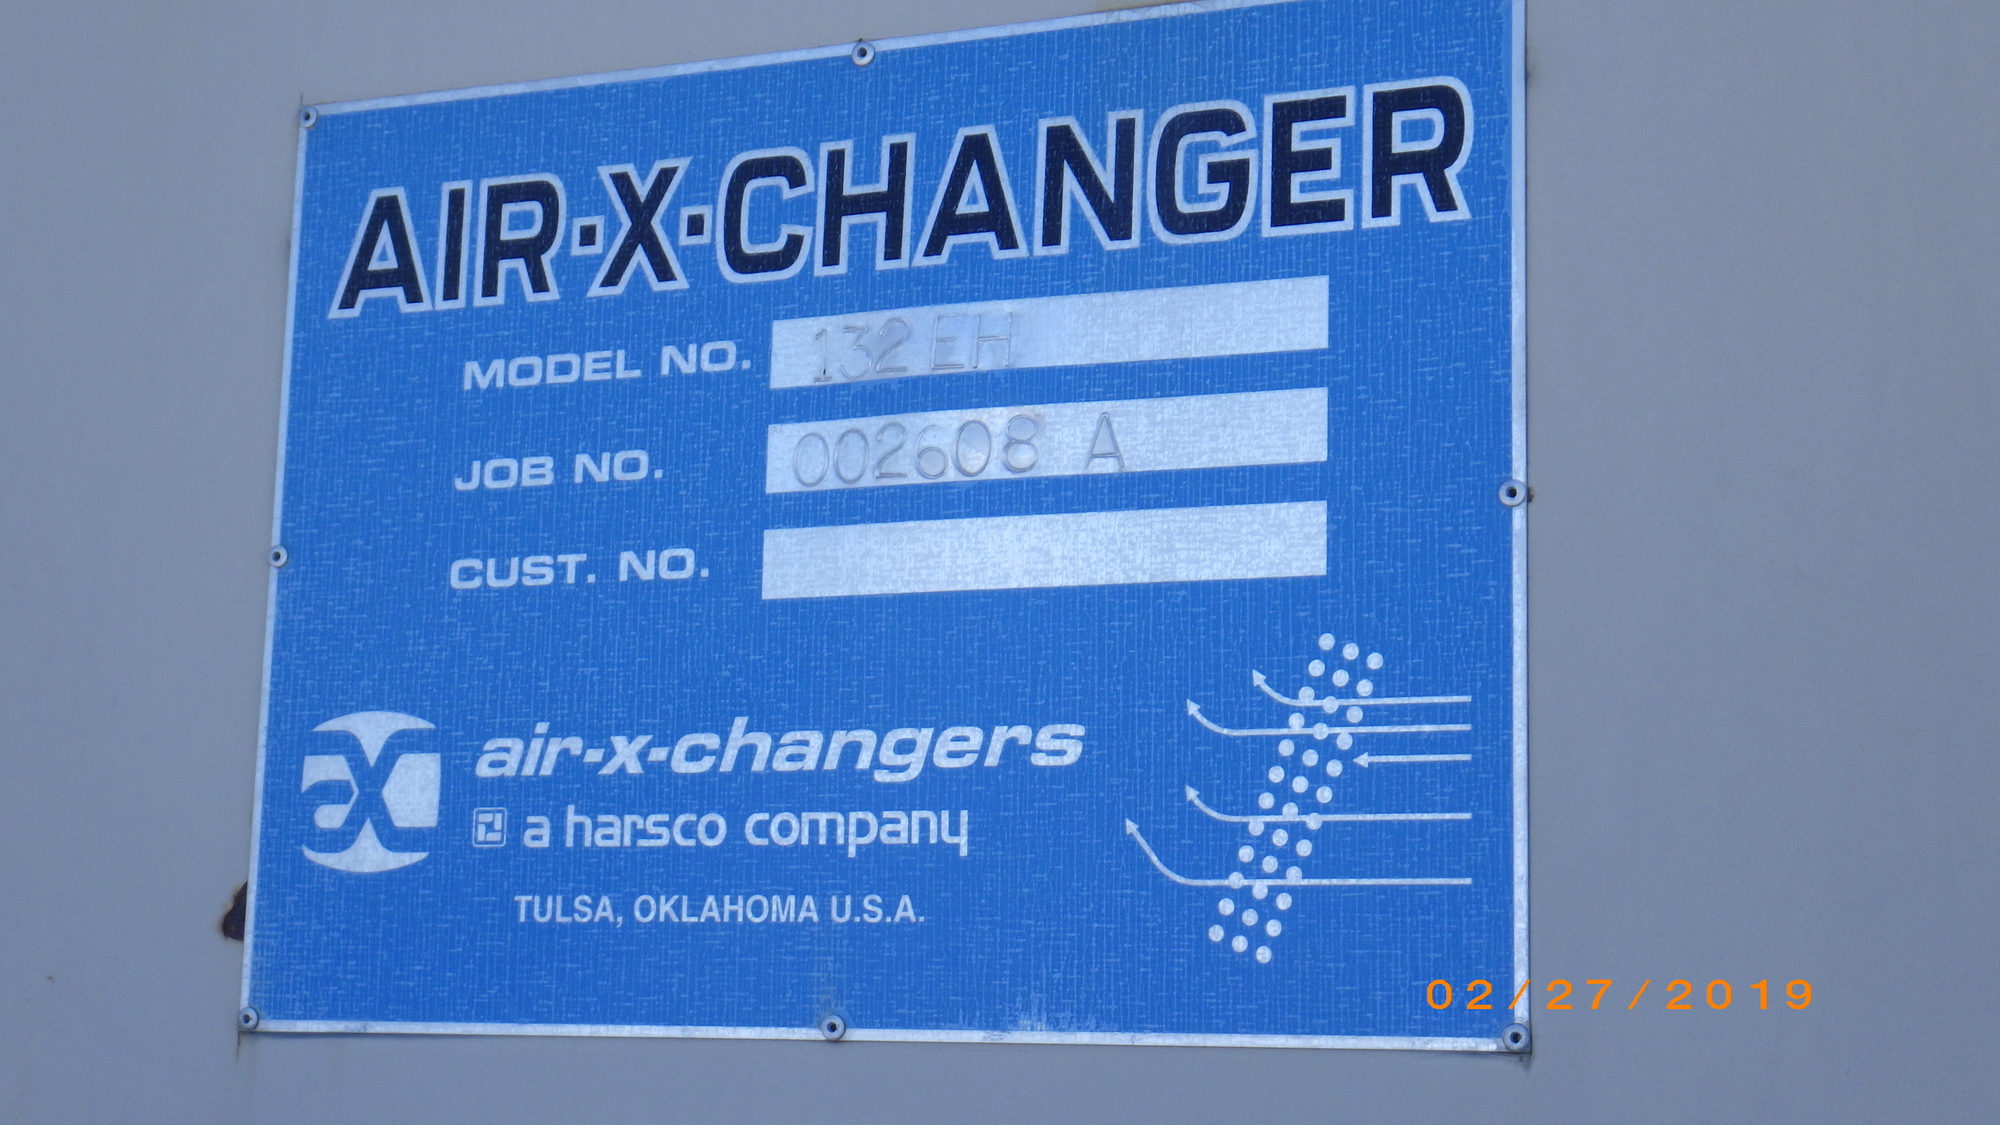 AIR·X·CHANGER
MODEL NO. 132 EH
JOB NO. 002608 A
CUST. NO.
air-x-changers
a harsco company
TULSA, OKLAHOMA U.S.A.
02/27/2019